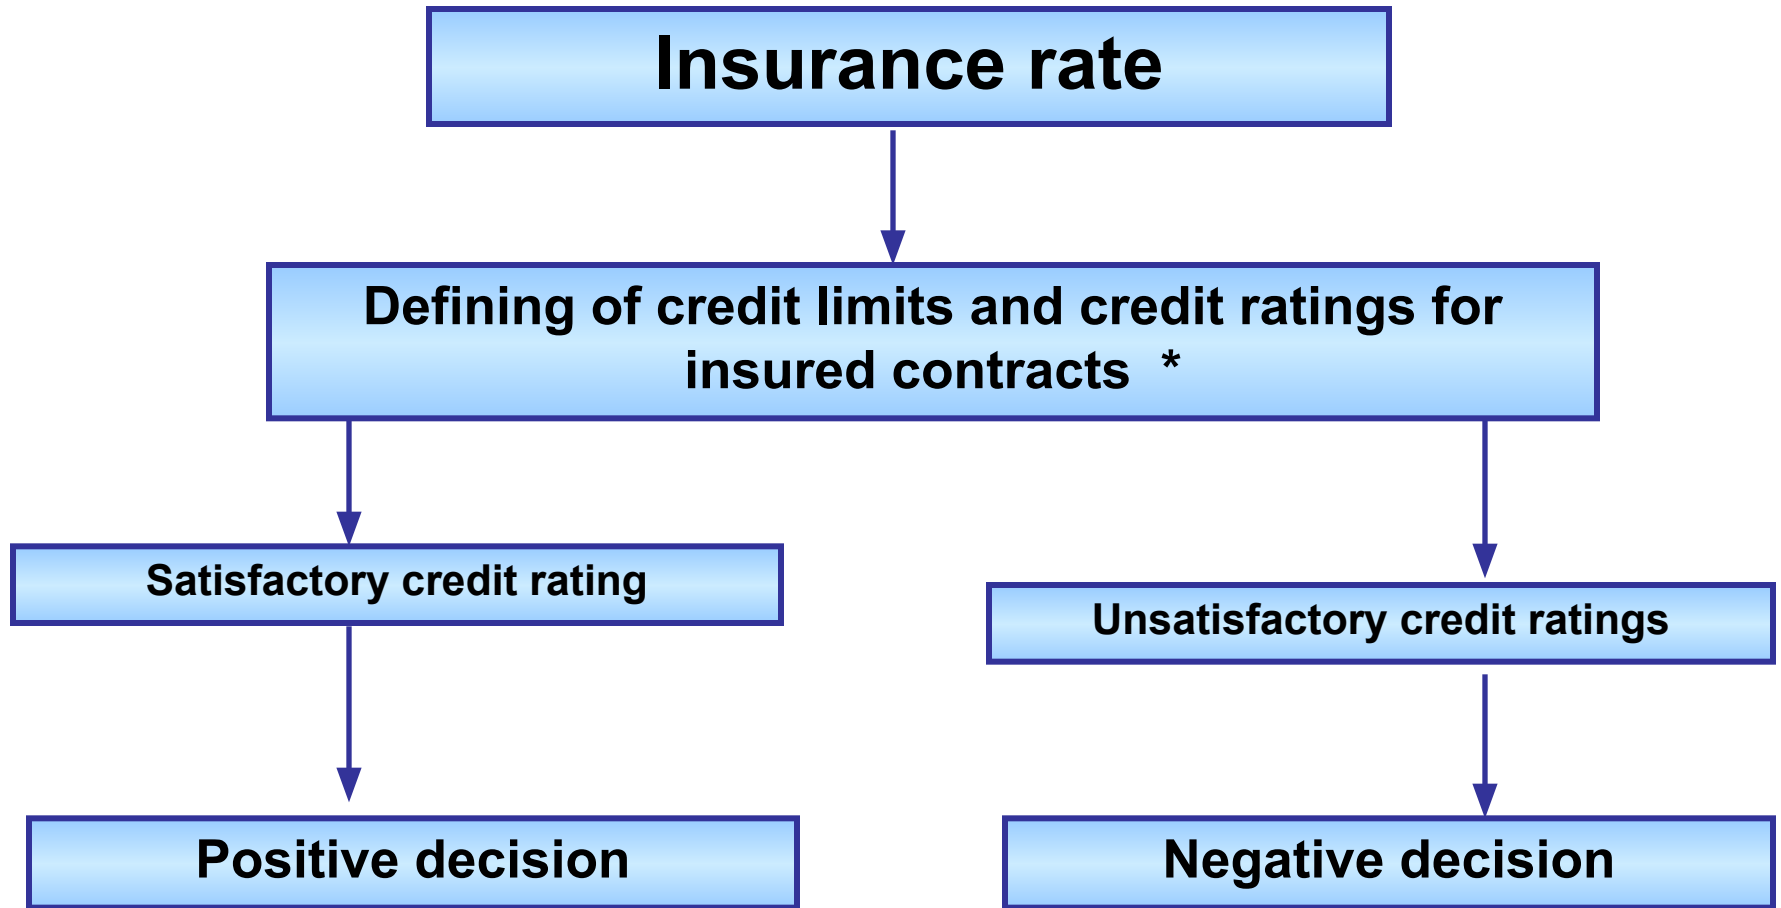 Insurance rate
Defining of credit limits and credit ratings for
insured contracts  *
Satisfactory credit rating
Unsatisfactory credit ratings
Positive decision
Negative decision